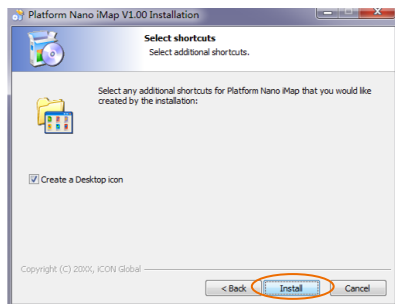 Platform Nano iMap V1.00 Installation
Select shortcuts
Select additional shortcuts.
Select any additional shortcuts for Platform Nano iMap that you would like
created by the installation:
Create a Desktop icon
Copyright (C) 20XX, iCON Global
< Back
Install
Cancel